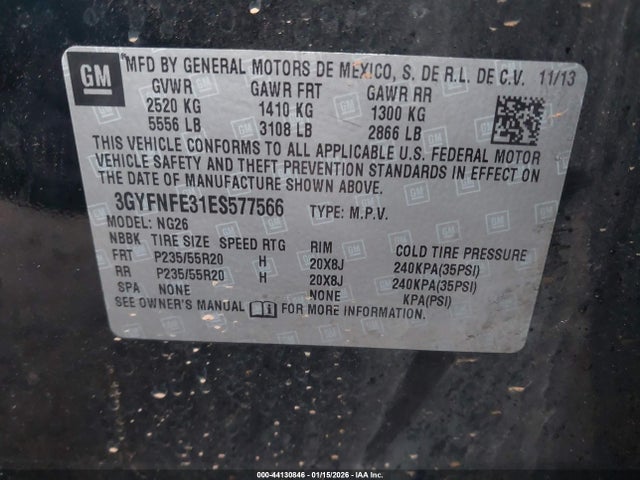 GM
MFD BY GENERAL MOTORS DE MEXICO, S. DE R.L. DE C.V. 11/13
GVWR GAWR FRT GAWR RR
2520 KG 1410 KG 1300 KG
5556 LB 3108 LB 2866 LB
THIS VEHICLE CONFORMS TO ALL APPLICABLE U.S. FEDERAL MOTOR
VEHICLE SAFETY AND THEFT PREVENTION STANDARDS IN EFFECT ON
THE DATE OF MANUFACTURE SHOWN ABOVE.
3GYFNFE31ES577566 TYPE: M.P.V.
MODEL: NG26
NBBK TIRE SIZE SPEED RTG RIM COLD TIRE PRESSURE
FRT P235/55R20 H 20X8J 240KPA(35PSI)
RR P235/55R20 H 20X8J 240KPA(35PSI)
SPA NONE NONE KPA(PSI)
SEE OWNER'S MANUAL FOR MORE INFORMATION.
000-44130846 - 01/15/2026 - IAAI.COM